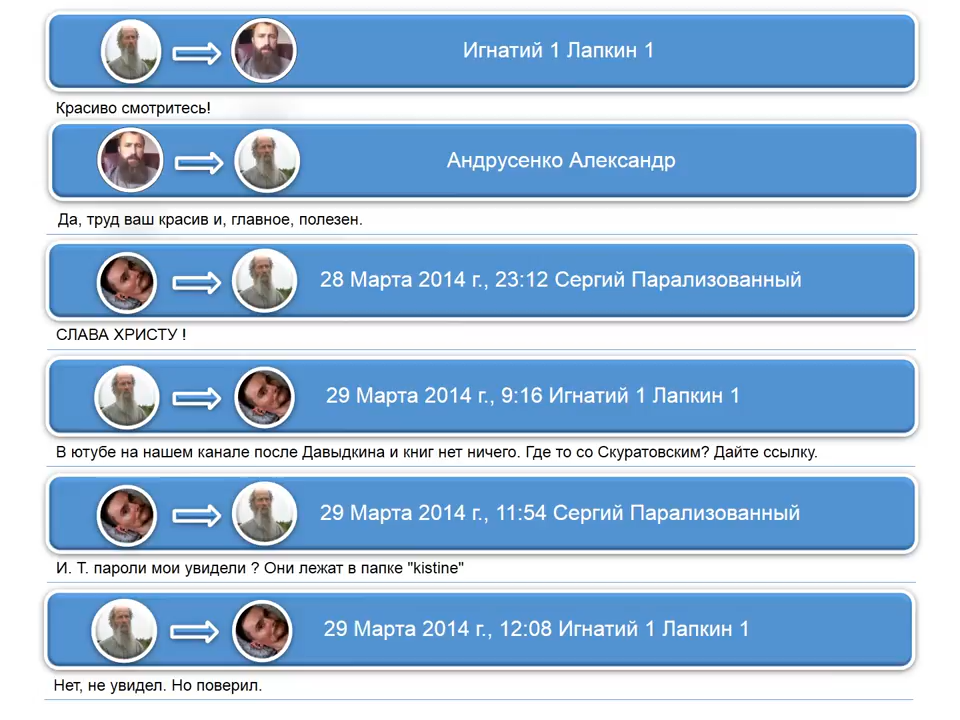 Игнатий 1 Лапкин 1
Красиво смотритесь!
Андрусенко Александр
Да, труд ваш красив и, главное, полезен.
28 Марта 2014 г., 23:12 Сергий Парализованный
СЛАВА ХРИСТУ !
29 Марта 2014 г., 9:16 Игнатий 1 Лапкин 1
В ютубе на нашем канале после Давыдкина и книг нет ничего. Где то со Скуратовским? Дайте ссылку.
29 Марта 2014 г., 11:54 Сергий Парализованный
И. Т. пароли мои увидели ? Они лежат в папке "kistine"
29 Марта 2014 г., 12:08 Игнатий 1 Лапкин 1
Нет, не увидел. Но поверил.